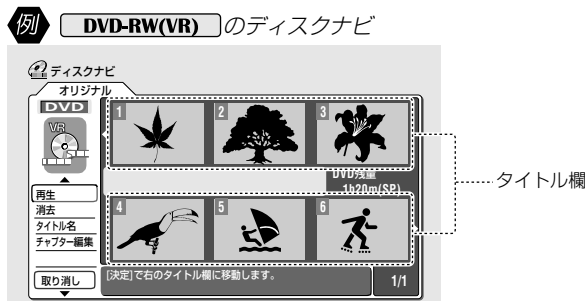 例 DVD-RW(VR) のディスクナビ
ディスクナビ
オリジナル
DVD
VR
1
2
3
DVD残量
1h20m(SP)
タイトル欄
再生
消去
タイトル名
チャプター編集
4
5
6
取り消し
[決定]で右のタイトル欄に移動します。
1/1